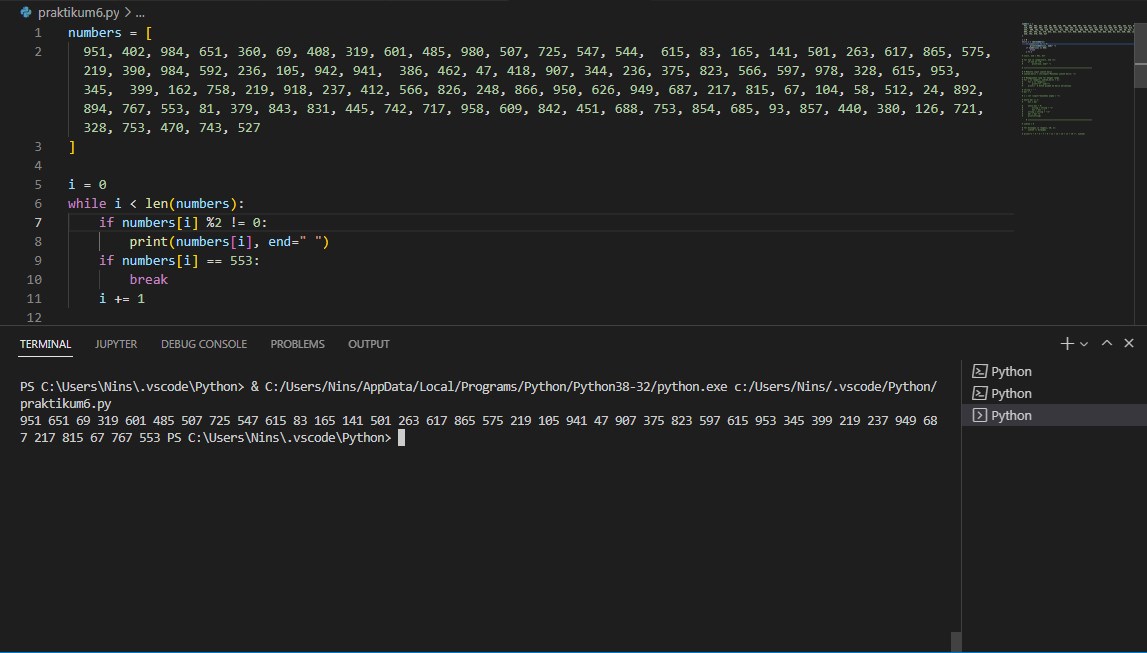 praktikum6.py > ...
1 numbers = [
2 951, 402, 984, 651, 360, 69, 408, 319, 601, 485, 980, 507, 725, 547, 544, 615, 83, 165, 141, 501, 263, 617, 865, 575,
219, 390, 984, 592, 236, 105, 942, 941, 386, 462, 47, 418, 907, 344, 236, 375, 823, 566, 597, 978, 328, 615, 953,
345, 399, 162, 758, 219, 918, 237, 412, 566, 826, 248, 866, 950, 626, 949, 687, 217, 815, 67, 104, 58, 512, 24, 892,
894, 767, 553, 81, 379, 843, 831, 445, 742, 717, 958, 609, 842, 451, 688, 753, 854, 685, 93, 857, 440, 380, 126, 721,
328, 753, 470, 743, 527
3 ]
4
5 i = 0
6 while i < len(numbers):
7 if numbers[i] %2 != 0:
8 print(numbers[i], end=" ")
9 if numbers[i] == 553:
10 break
11 i += 1
12
TERMINAL JUPYTER DEBUG CONSOLE PROBLEMS OUTPUT
PS C:\Users\Nins\.vscode\Python> & C:/Users/Nins/AppData/Local/Programs/Python/Python38-32/python.exe c:/Users/Nins/.vscode/Python/
praktikum6.py
951 651 69 319 601 485 507 725 547 615 83 165 141 501 263 617 865 575 219 105 941 47 907 375 823 597 615 953 345 399 219 237 949 68
7 217 815 67 767 553 PS C:\Users\Nins\.vscode\Python>
Python
Python
Python